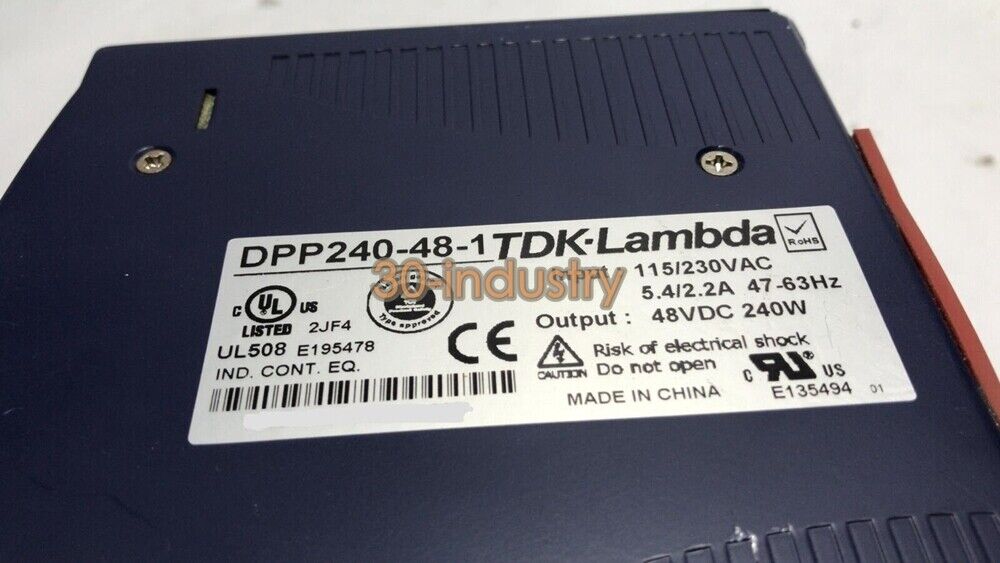 DPP240-48-1 TDK·Lambda
RoHS
30-industry
115/230VAC
5.4/2.2A 47-63Hz
Output : 48VDC 240W
C UL US
LISTED 2JF4
Type approved
UL508 E195478
IND. CONT. EQ.
CE
CAUTION
Risk of electrical shock
Do not open
MADE IN CHINA
C US
E135494 01